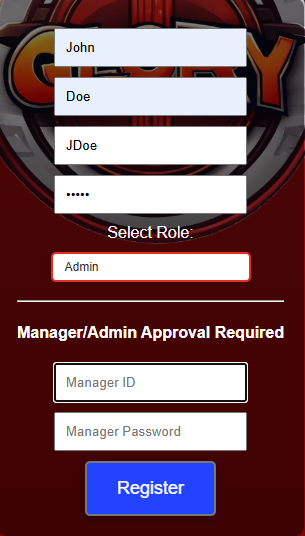 GLORY
John
Doe
JDoe
•••••
Select Role:
Admin
Manager/Admin Approval Required
Manager ID
Manager Password
Register